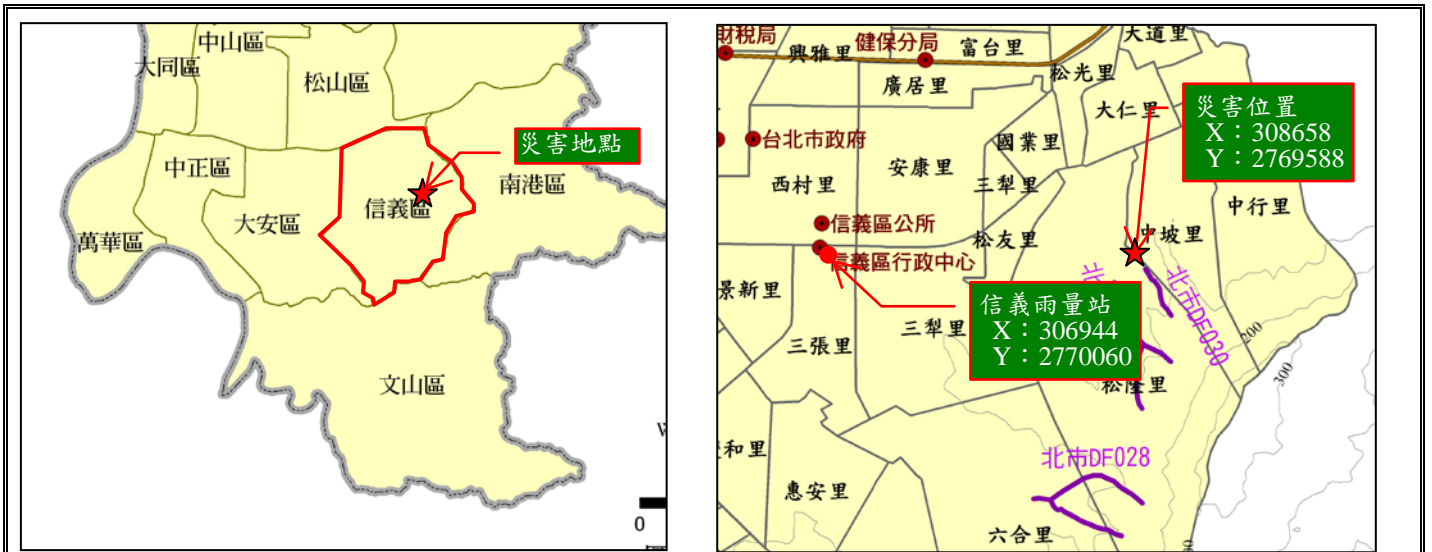 中山區
大同區
松山區
災害地點
中正區
南港區
信義區
大安區
萬華區
文山區
0
財稅局
健保分局
大道里
興雅里
富台里
松光里
廣居里
大仁里
災害位置
X：308658
Y：2769588
台北市政府
國業里
安康里
西村里
三犁里
中行里
信義區公所
松友里
中坡里
信義區行政中心
景新里
信義雨量站
X：306944
Y：2770060
北市DF030
200
三犁里
三張里
300
松隆里
和里
北市DF028
惠安里
六合里